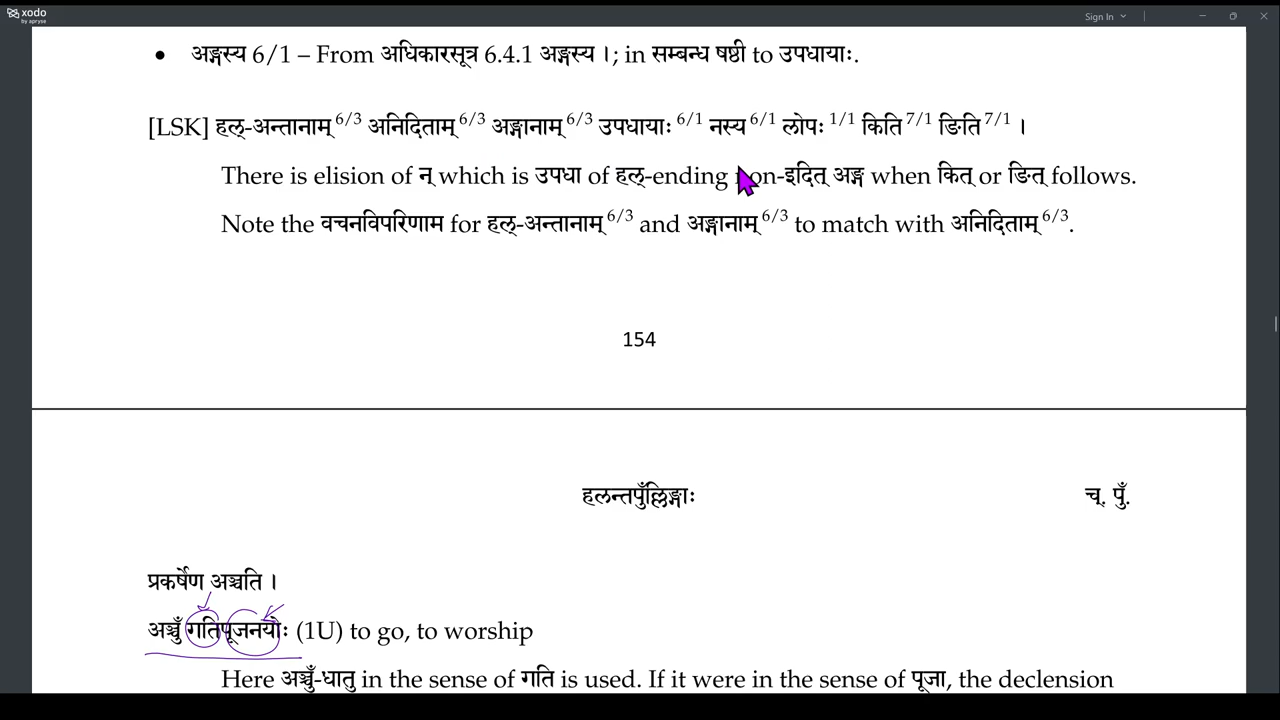 xodo
by apryse
Sign In
• अङ्गस्य 6/1 – From अधिकारसूत्र 6.4.1 अङ्गस्य ।; in सम्बन्ध षष्ठी to उपधायाः.
[LSK] हल्-अन्तानाम् 6/3 अनिदिताम् 6/3 अङ्गानाम् 6/3 उपधायाः 6/1 नस्य 6/1 लोपः 1/1 किति 7/1 ङिति 7/1 ।
There is elision of न् which is उपधा of हल्-ending non-इदित् अङ्ग when कित् or ङित् follows.
Note the वचनविपरिणाम for हल्-अन्तानाम् 6/3 and अङ्गानाम् 6/3 to match with अनिदिताम् 6/3.
154
हलन्तपुँल्लिङ्गाः च्. पुँ.
प्रकर्षेण अञ्चति ।
अञ्चुँ गतिपूजनयोः (1U) to go, to worship
Here अञ्चुँ-धातु in the sense of गति is used. If it were in the sense of पूजा, the declension